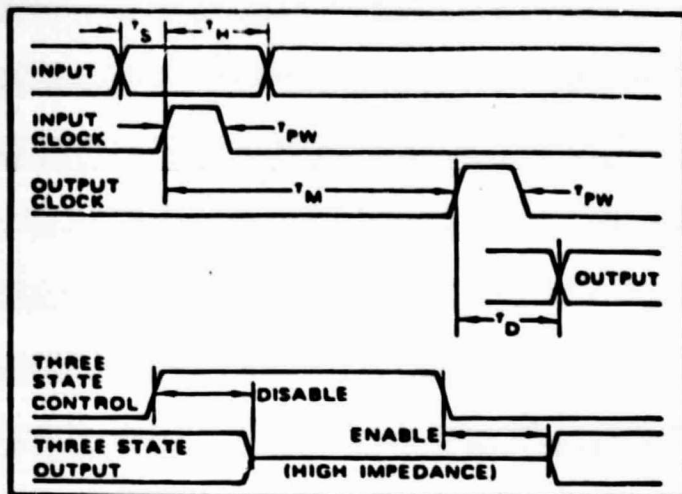 TS TH
INPUT
INPUT
CLOCK
TPW
OUTPUT
CLOCK
TM
TPW
OUTPUT
TD
THREE
STATE
CONTROL
DISABLE
ENABLE
THREE STATE
OUTPUT
(HIGH IMPEDANCE)